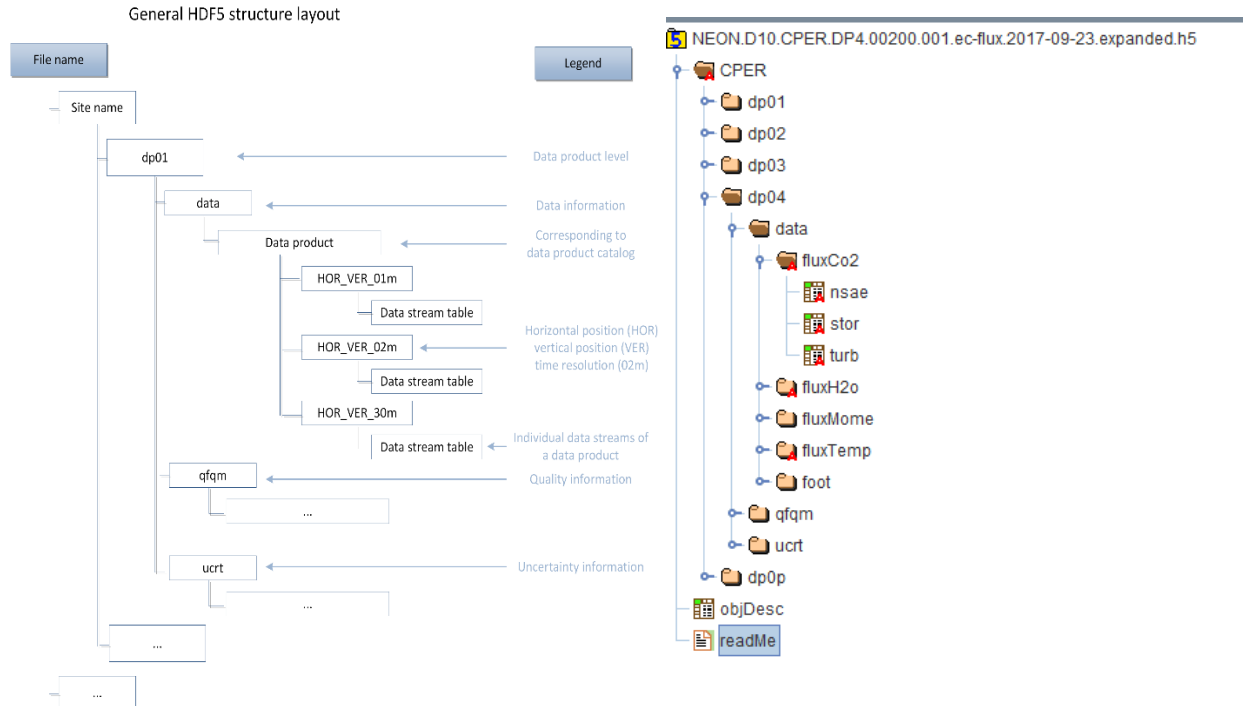 General HDF5 structure layout
File name
Legend
Site name
dp01
Data product level
data
Data information
Data product
Corresponding to
data product catalog
HOR_VER_01m
Data stream table
HOR_VER_02m
Horizontal position (HOR)
vertical position (VER)
time resolution (02m)
Data stream table
HOR_VER_30m
Data stream table
Individual data streams of
a data product
qfqm
Quality information
...
ucrt
Uncertainty information
...
...
...
5 NEON.D10.CPER.DP4.00200.001.ec-flux.2017-09-23.expanded.h5
A CPER
dp01
dp02
dp03
dp04
data
A fluxCo2
A nsae
A stor
A turb
A fluxH2o
fluxMome
A fluxTemp
foot
qfqm
ucrt
dp0p
objDesc
readMe